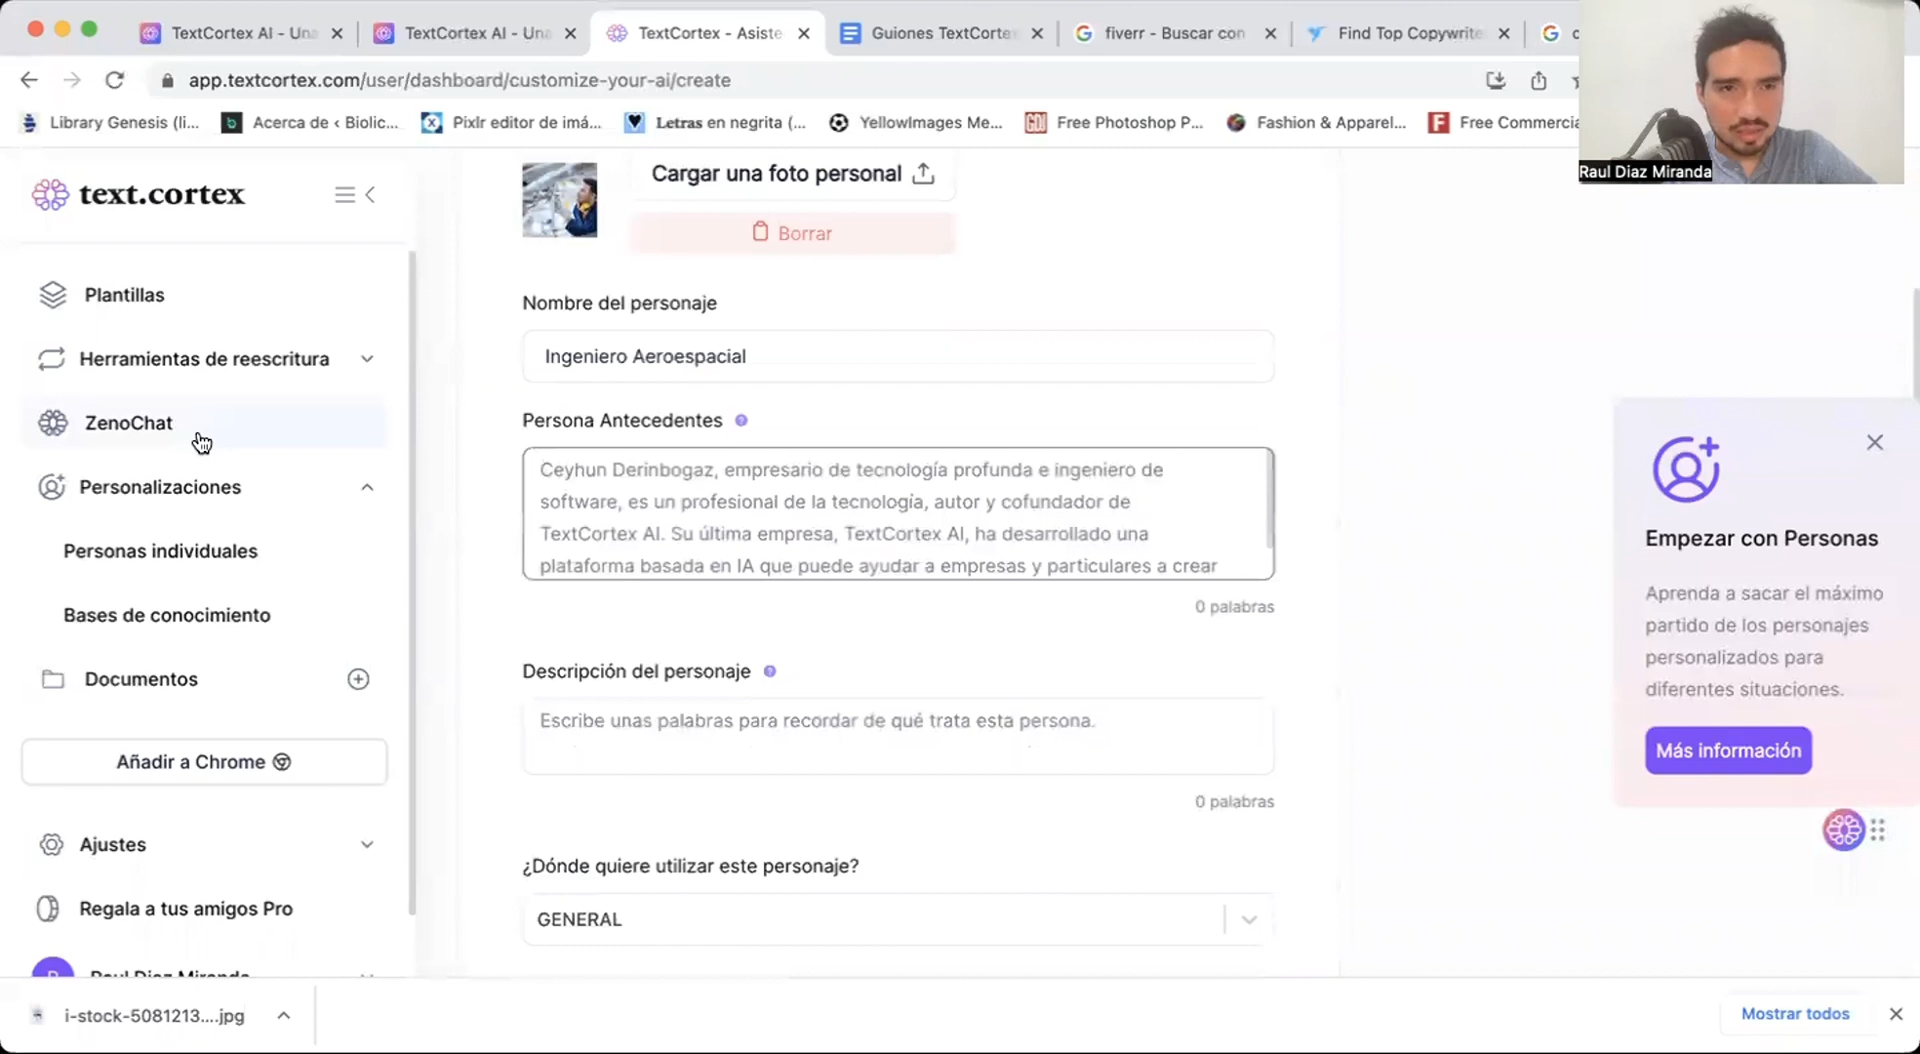 TextCortex AI - Una
TextCortex AI - Una
TextCortex - Asiste
Guiones TextCorte
fiverr - Buscar con
Find Top Copywrite
app.textcortex.com/user/dashboard/customize-your-ai/create
Library Genesis (li...
Acerca de ‹ Biolic...
Pixlr editor de imá...
Letras en negrita (...
YellowImages Me...
Free Photoshop P...
Fashion & Apparel...
Free Commercia
Raul Diaz Miranda
text.cortex
Plantillas
Herramientas de reescritura
ZenoChat
Personalizaciones
Personas individuales
Bases de conocimiento
Documentos
Añadir a Chrome
Ajustes
Regala a tus amigos Pro
Raul Diaz Miranda
Cargar una foto personal
Borrar
Nombre del personaje
Ingeniero Aeroespacial
Persona Antecedentes
Ceyhun Derinbogaz, empresario de tecnología profunda e ingeniero de
software, es un profesional de la tecnología, autor y cofundador de
TextCortex AI. Su última empresa, TextCortex AI, ha desarrollado una
plataforma basada en IA que puede ayudar a empresas y particulares a crear
0 palabras
Descripción del personaje
Escribe unas palabras para recordar de qué trata esta persona.
0 palabras
¿Dónde quiere utilizar este personaje?
GENERAL
Empezar con Personas
Aprenda a sacar el máximo
partido de los personajes
personalizados para
diferentes situaciones.
Más información
i-stock-5081213....jpg
Mostrar todos